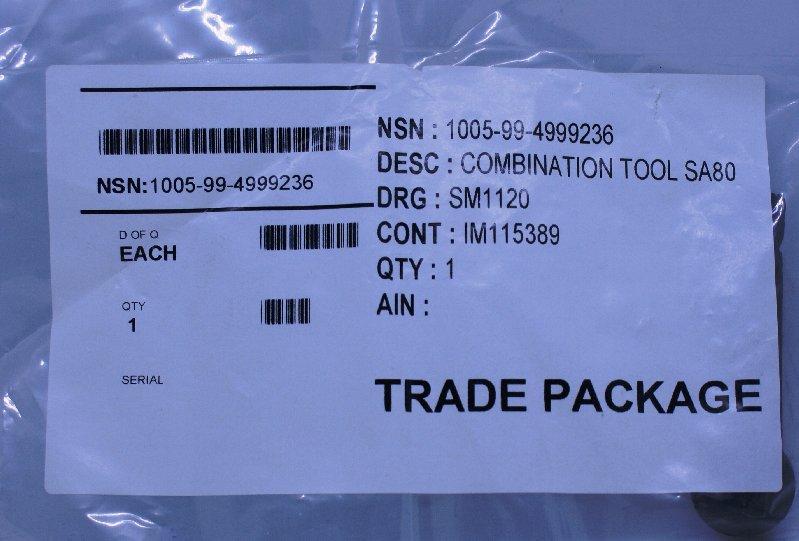 NSN:1005-99-4999236
D OF Q
EACH
QTY
1
SERIAL
NSN : 1005-99-4999236
DESC : COMBINATION TOOL SA80
DRG : SM1120
CONT : IM115389
QTY : 1
AIN :
TRADE PACKAGE